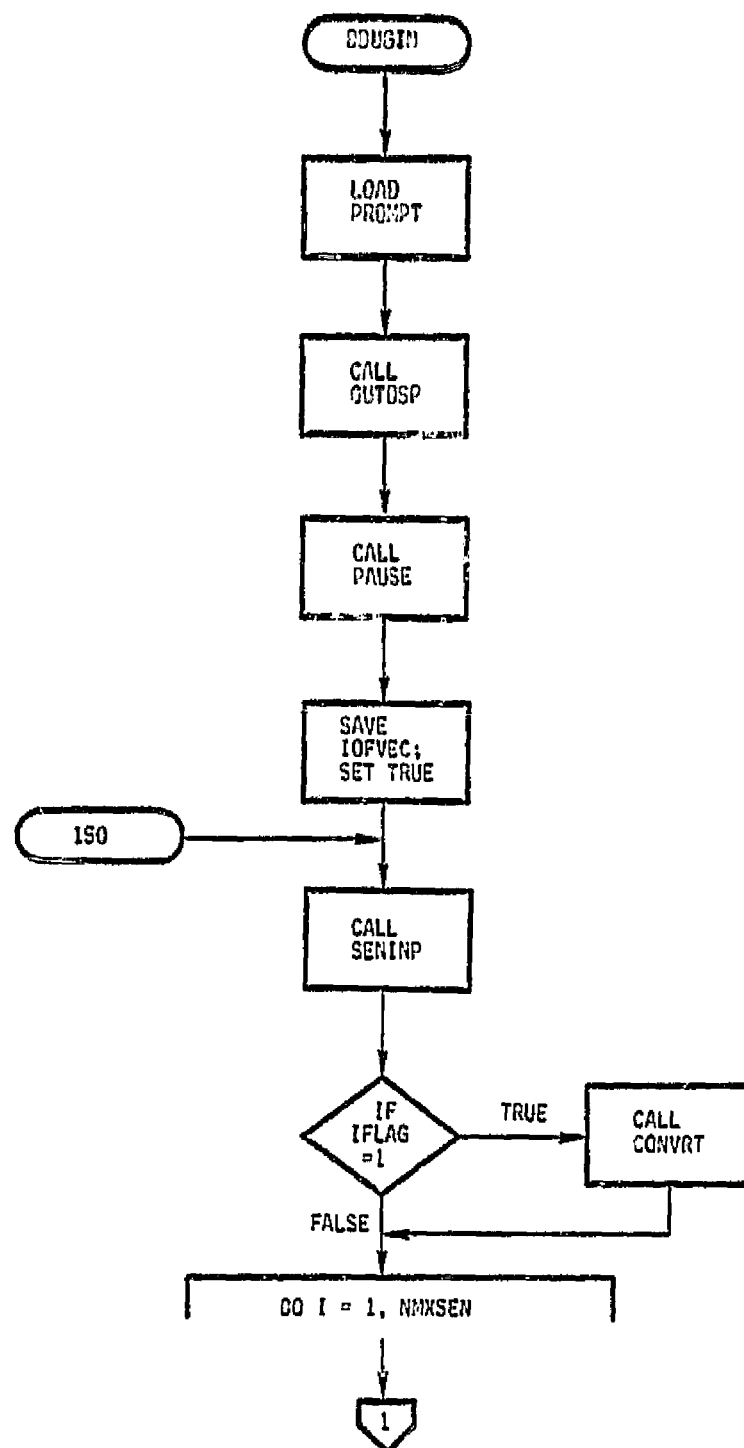 DDUGIN
LOAD
PROMPT
CALL
OUTDSP
CALL
PAUSE
SAVE
IOFVEC;
SET TRUE
150
CALL
SENINP
IF
IFLAG
=1
TRUE
CALL
CONVRT
FALSE
DO I = 1, NMXSEN
1